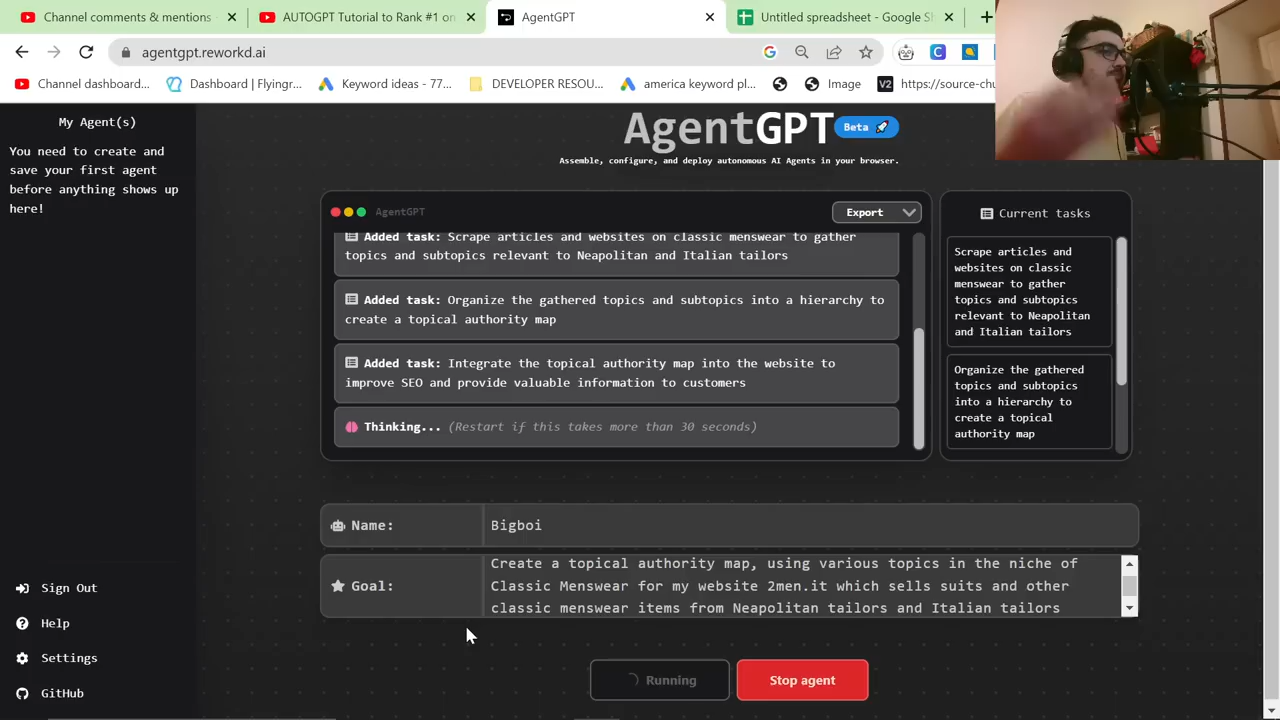 Channel comments & mentions
AUTOGPT Tutorial to Rank #1 on
AgentGPT
Untitled spreadsheet - Google Sh
agentgpt.reworkd.ai
Channel dashboard...
Dashboard | Flyingr...
Keyword ideas - 77...
DEVELOPER RESOU...
america keyword pl...
Image
V2
https://source-chu
My Agent(s)
You need to create and
save your first agent
before anything shows up
here!
AgentGPT
Beta
Assemble, configure, and deploy autonomous AI Agents in your browser.
AgentGPT
Export
Added task: Scrape articles and websites on classic menswear to gather
topics and subtopics relevant to Neapolitan and Italian tailors
Added task: Organize the gathered topics and subtopics into a hierarchy to
create a topical authority map
Added task: Integrate the topical authority map into the website to
improve SEO and provide valuable information to customers
Thinking... (Restart if this takes more than 30 seconds)
Current tasks
Scrape articles and
websites on classic
menswear to gather
topics and subtopics
relevant to Neapolitan
and Italian tailors
Organize the gathered
topics and subtopics
into a hierarchy to
create a topical
authority map
Name:
Bigboi
Goal:
Create a topical authority map, using various topics in the niche of
Classic Menswear for my website 2men.it which sells suits and other
classic menswear items from Neapolitan tailors and Italian tailors
Sign Out
Help
Settings
GitHub
Running
Stop agent